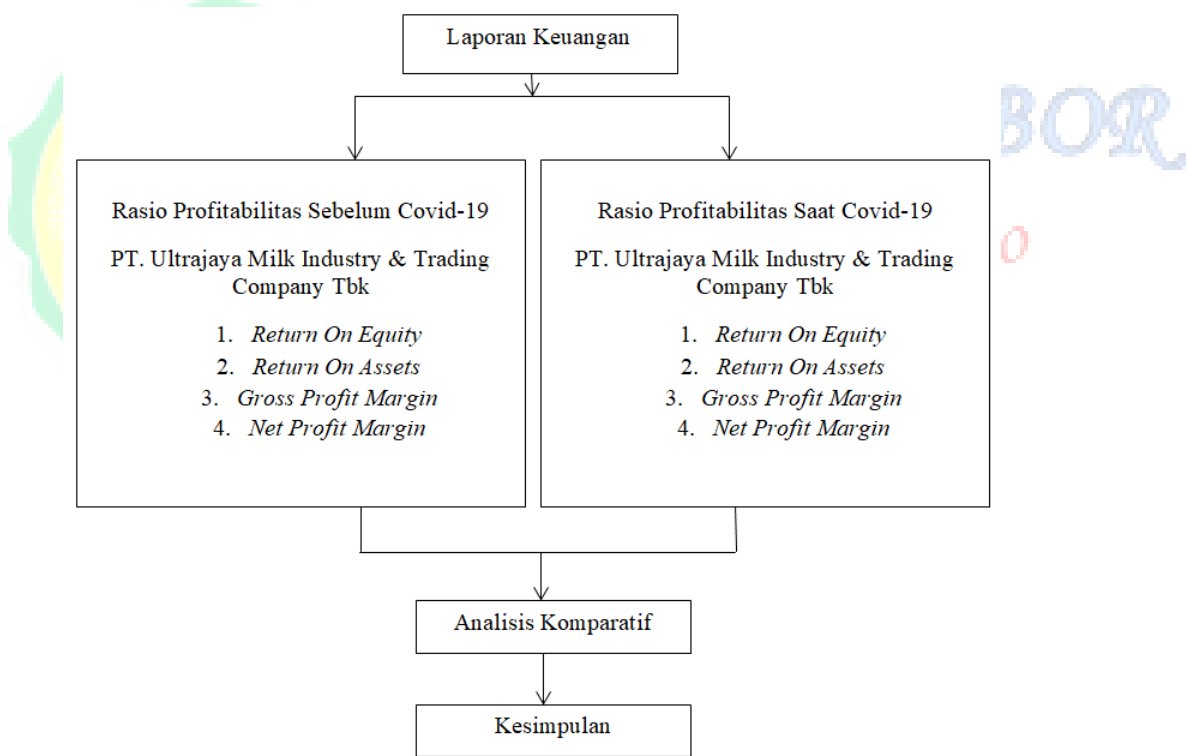 Laporan Keuangan
BOR
O
Rasio Profitabilitas Sebelum Covid-19
PT. Ultrajaya Milk Industry & Trading
Company Tbk
1. Return On Equity
2. Return On Assets
3. Gross Profit Margin
4. Net Profit Margin
Rasio Profitabilitas Saat Covid-19
PT. Ultrajaya Milk Industry & Trading
Company Tbk
1. Return On Equity
2. Return On Assets
3. Gross Profit Margin
4. Net Profit Margin
Analisis Komparatif
Kesimpulan